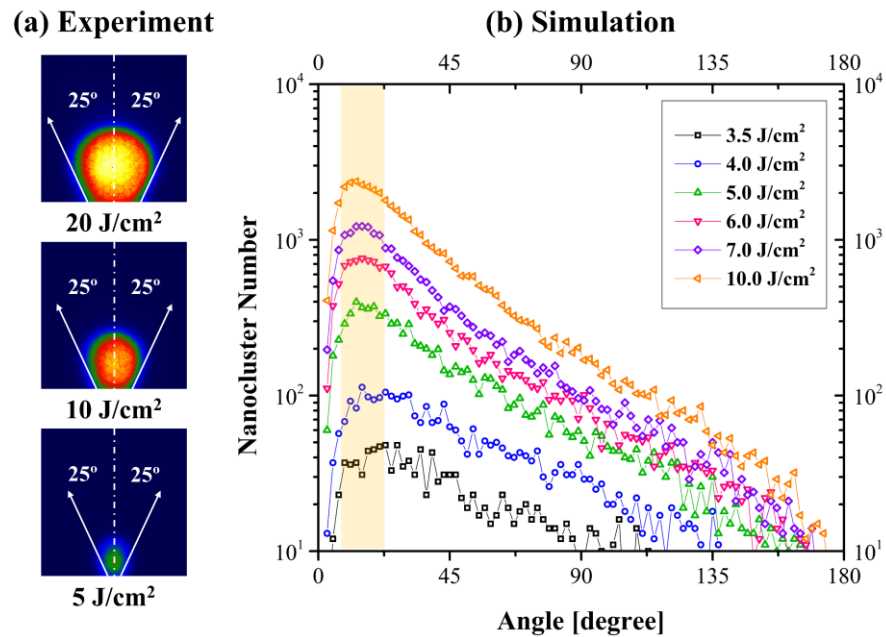 (a) Experiment
25° 25°
20 J/cm²
25° 25°
10 J/cm²
25° 25°
5 J/cm²
(b) Simulation
0 45 90 135 180
10⁴ 10⁴
10³ 10³
10² 10²
10¹ 10¹
0 45 90 135 180
Nanocluster Number
Angle [degree]
3.5 J/cm²
4.0 J/cm²
5.0 J/cm²
6.0 J/cm²
7.0 J/cm²
10.0 J/cm²